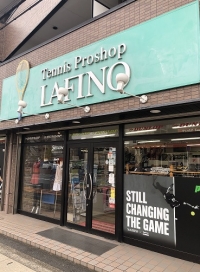 Tennis Proshop
LAFINO
STILL
CHANGING
THE GAME